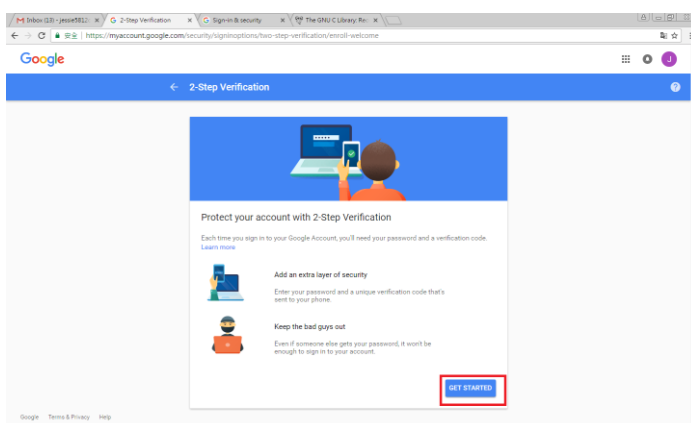 Inbox (13) - jessie5812
2-Step Verification
Sign-in & security
The GNU C Library: Re
安全 | https://myaccount.google.com/security/signinoptions/two-step-verification/enroll-welcome
Google
J
2-Step Verification
Protect your account with 2-Step Verification
Each time you sign in to your Google Account, you'll need your password and a verification code.
Learn more
Add an extra layer of security
Enter your password and a unique verification code that's
sent to your phone.
Keep the bad guys out
Even if someone else gets your password, it won't be
enough to sign in to your account.
GET STARTED
Google Terms & Privacy Help